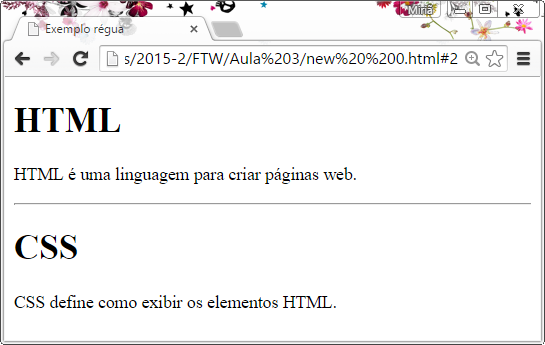 Miria
Exemplo régua
s/2015-2/FTW/Aula%203/new%20%200.html#2
HTML
HTML é uma linguagem para criar páginas web.
CSS
CSS define como exibir os elementos HTML.